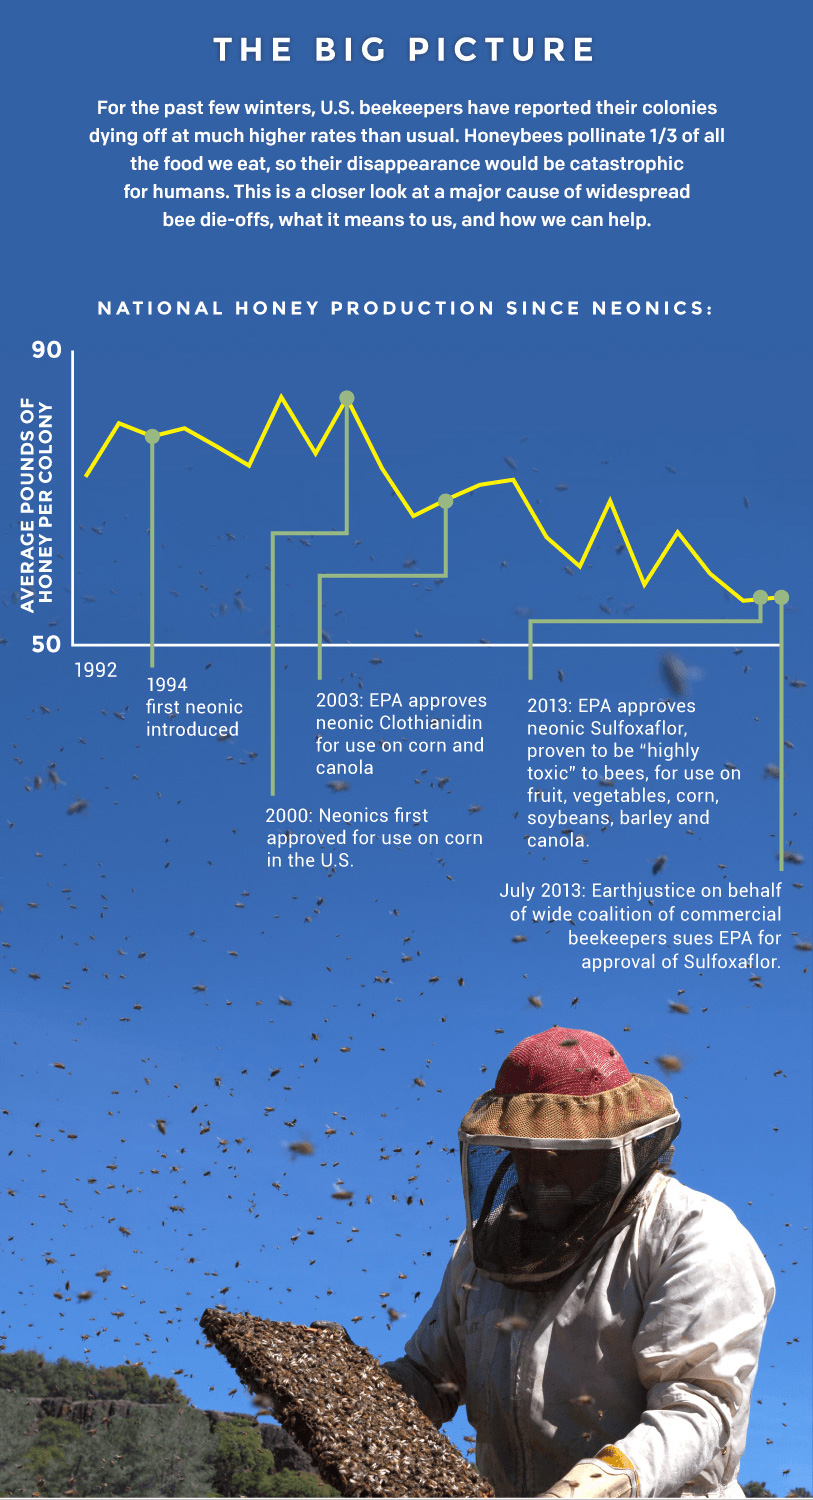 THE BIG PICTURE
For the past few winters, U.S. beekeepers have reported their colonies
dying off at much higher rates than usual. Honeybees pollinate 1/3 of all
the food we eat, so their disappearance would be catastrophic
for humans. This is a closer look at a major cause of widespread
bee die-offs, what it means to us, and how we can help.
NATIONAL HONEY PRODUCTION SINCE NEONICS:
90
AVERAGE POUNDS OF
HONEY PER COLONY
50
1992
1994
first neonic
introduced
2000: Neonics first
approved for use on corn
in the U.S.
2003: EPA approves
neonic Clothianidin
for use on corn and
canola
2013: EPA approves
neonic Sulfoxaflor,
proven to be “highly
toxic” to bees, for use on
fruit, vegetables, corn,
soybeans, barley and
canola.
July 2013: Earthjustice on behalf
of wide coalition of commercial
beekeepers sues EPA for
approval of Sulfoxaflor.